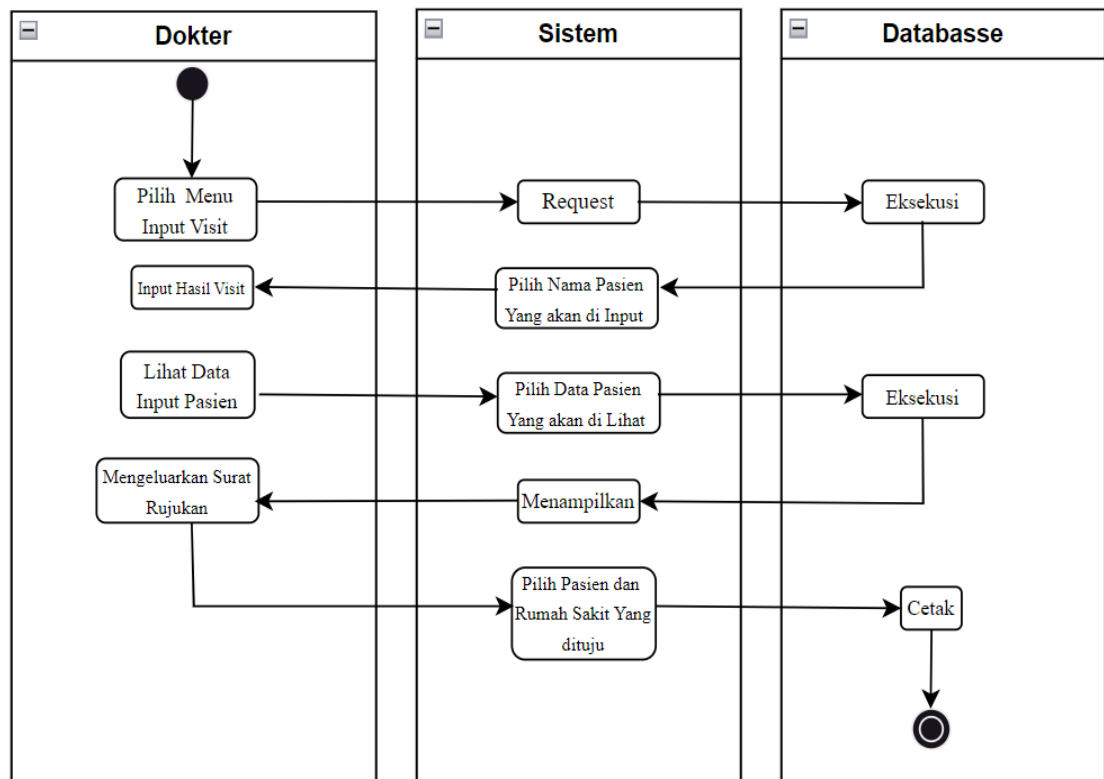 Dokter
Sistem
Databasse
Pilih Menu
Input Visit
Request
Eksekusi
Input Hasil Visit
Pilih Nama Pasien
Yang akan di Input
Lihat Data
Input Pasien
Pilih Data Pasien
Yang akan di Lihat
Eksekusi
Mengeluarkan Surat
Rujukan
Menampilkan
Pilih Pasien dan
Rumah Sakit Yang
dituju
Cetak